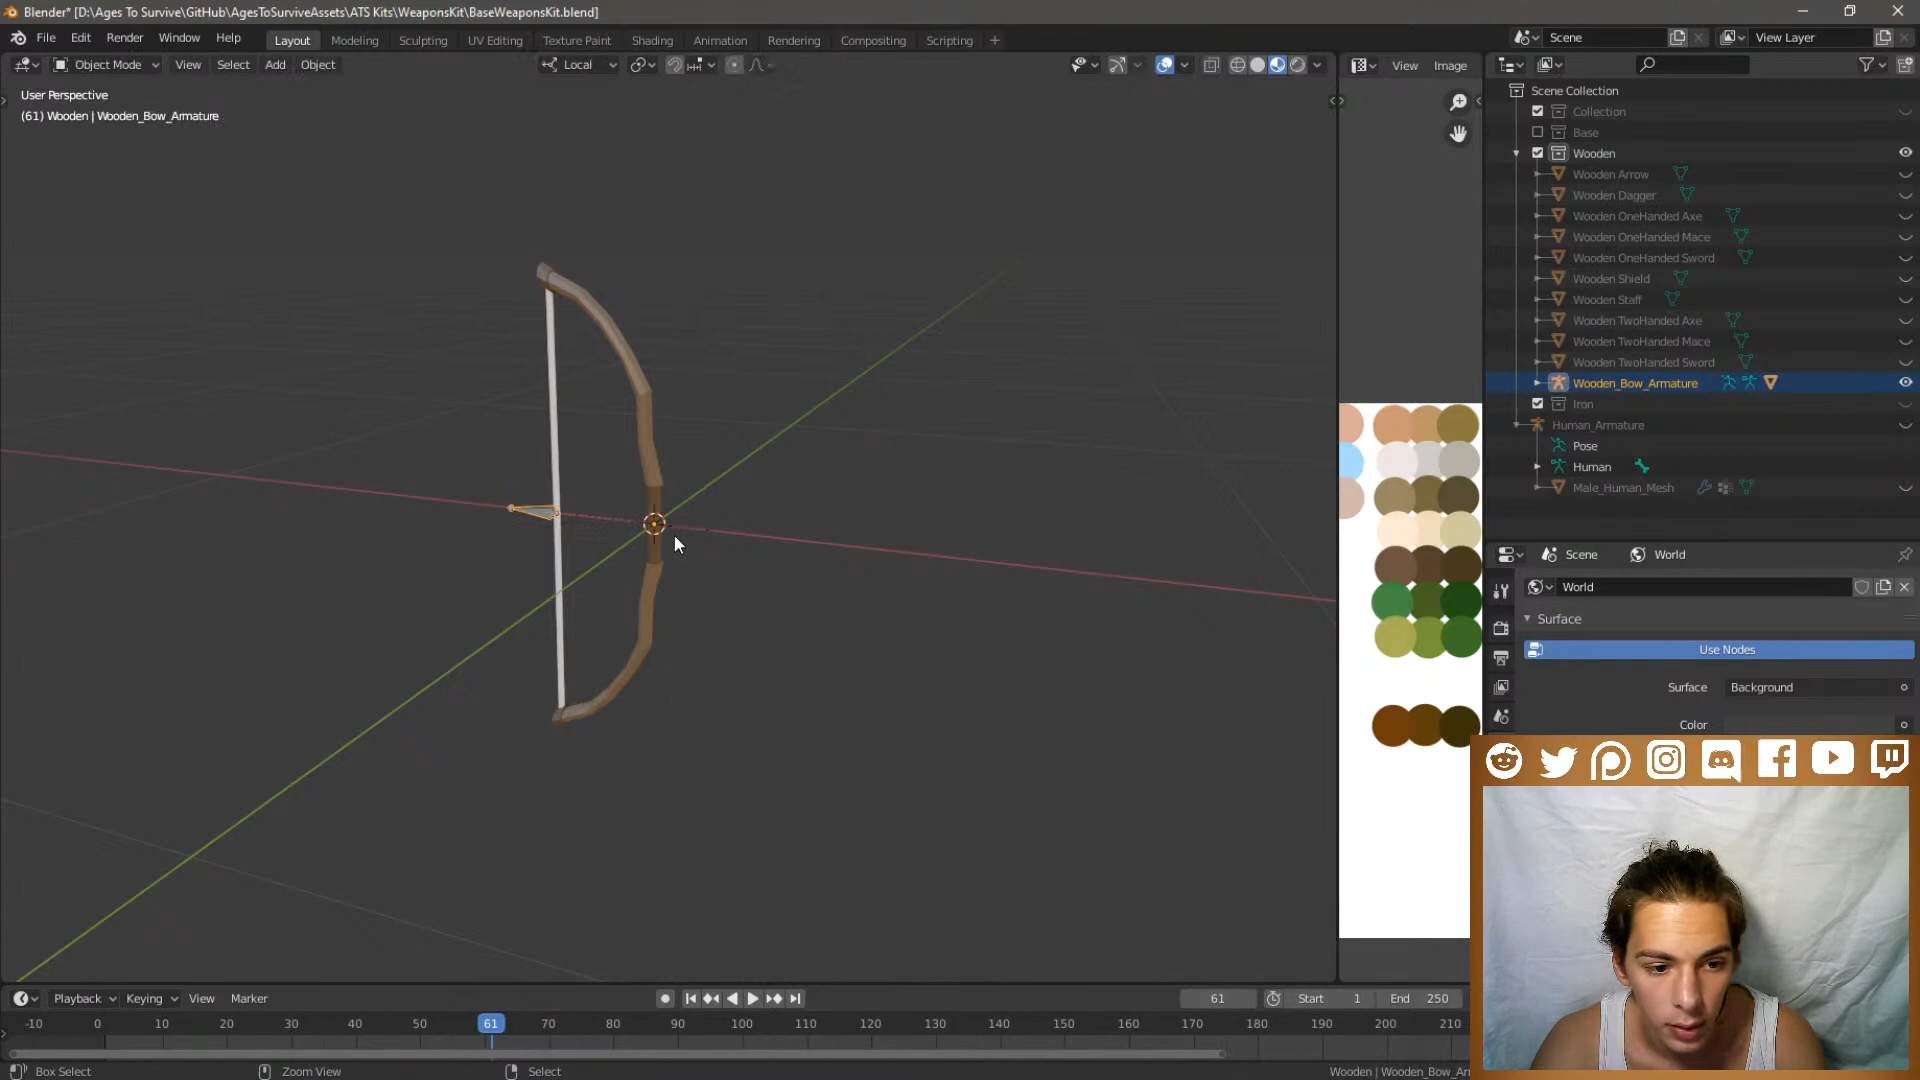 Blender* [D:\Ages To Survive\GitHub\AgesToSurviveAssets\ATS Kits\WeaponsKit\BaseWeaponsKit.blend]
File Edit Render Window Help
Layout Modeling Sculpting UV Editing Texture Paint Shading Animation Rendering Compositing Scripting +
Scene
View Layer
Object Mode View Select Add Object
Local
View Image
User Perspective
(61) Wooden | Wooden_Bow_Armature
Scene Collection
Collection
Base
Wooden
Wooden Arrow
Wooden Dagger
Wooden OneHanded Axe
Wooden OneHanded Mace
Wooden OneHanded Sword
Wooden Shield
Wooden Staff
Wooden TwoHanded Axe
Wooden TwoHanded Mace
Wooden TwoHanded Sword
Wooden_Bow_Armature
Iron
Human_Armature
Pose
Human
Male_Human_Mesh
Scene World
World
Surface
Use Nodes
Surface Background
Color
Playback Keying View Marker
61 Start 1 End 250
-10 0 10 20 30 40 50 61 70 80 90 100 110 120 130 140 150 160 170 180 190 200 210
Box Select Zoom View Select
Wooden | Wooden_Bow_Ar